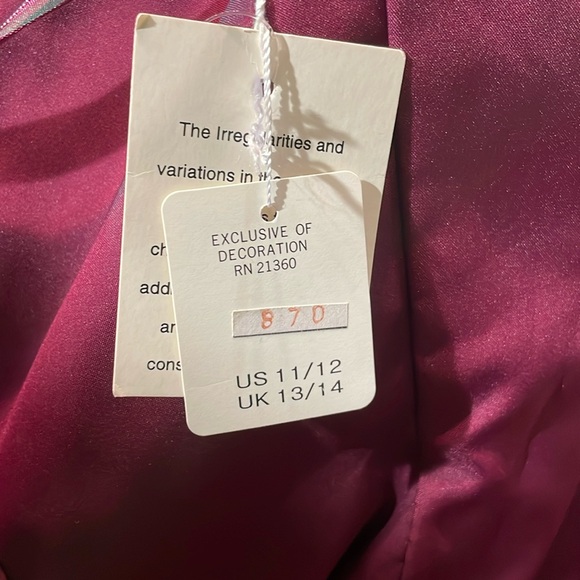 The Irregularities and
variations in the
ch
add
ar
cons
EXCLUSIVE OF
DECORATION
RN 21360
870
US 11/12
UK 13/14